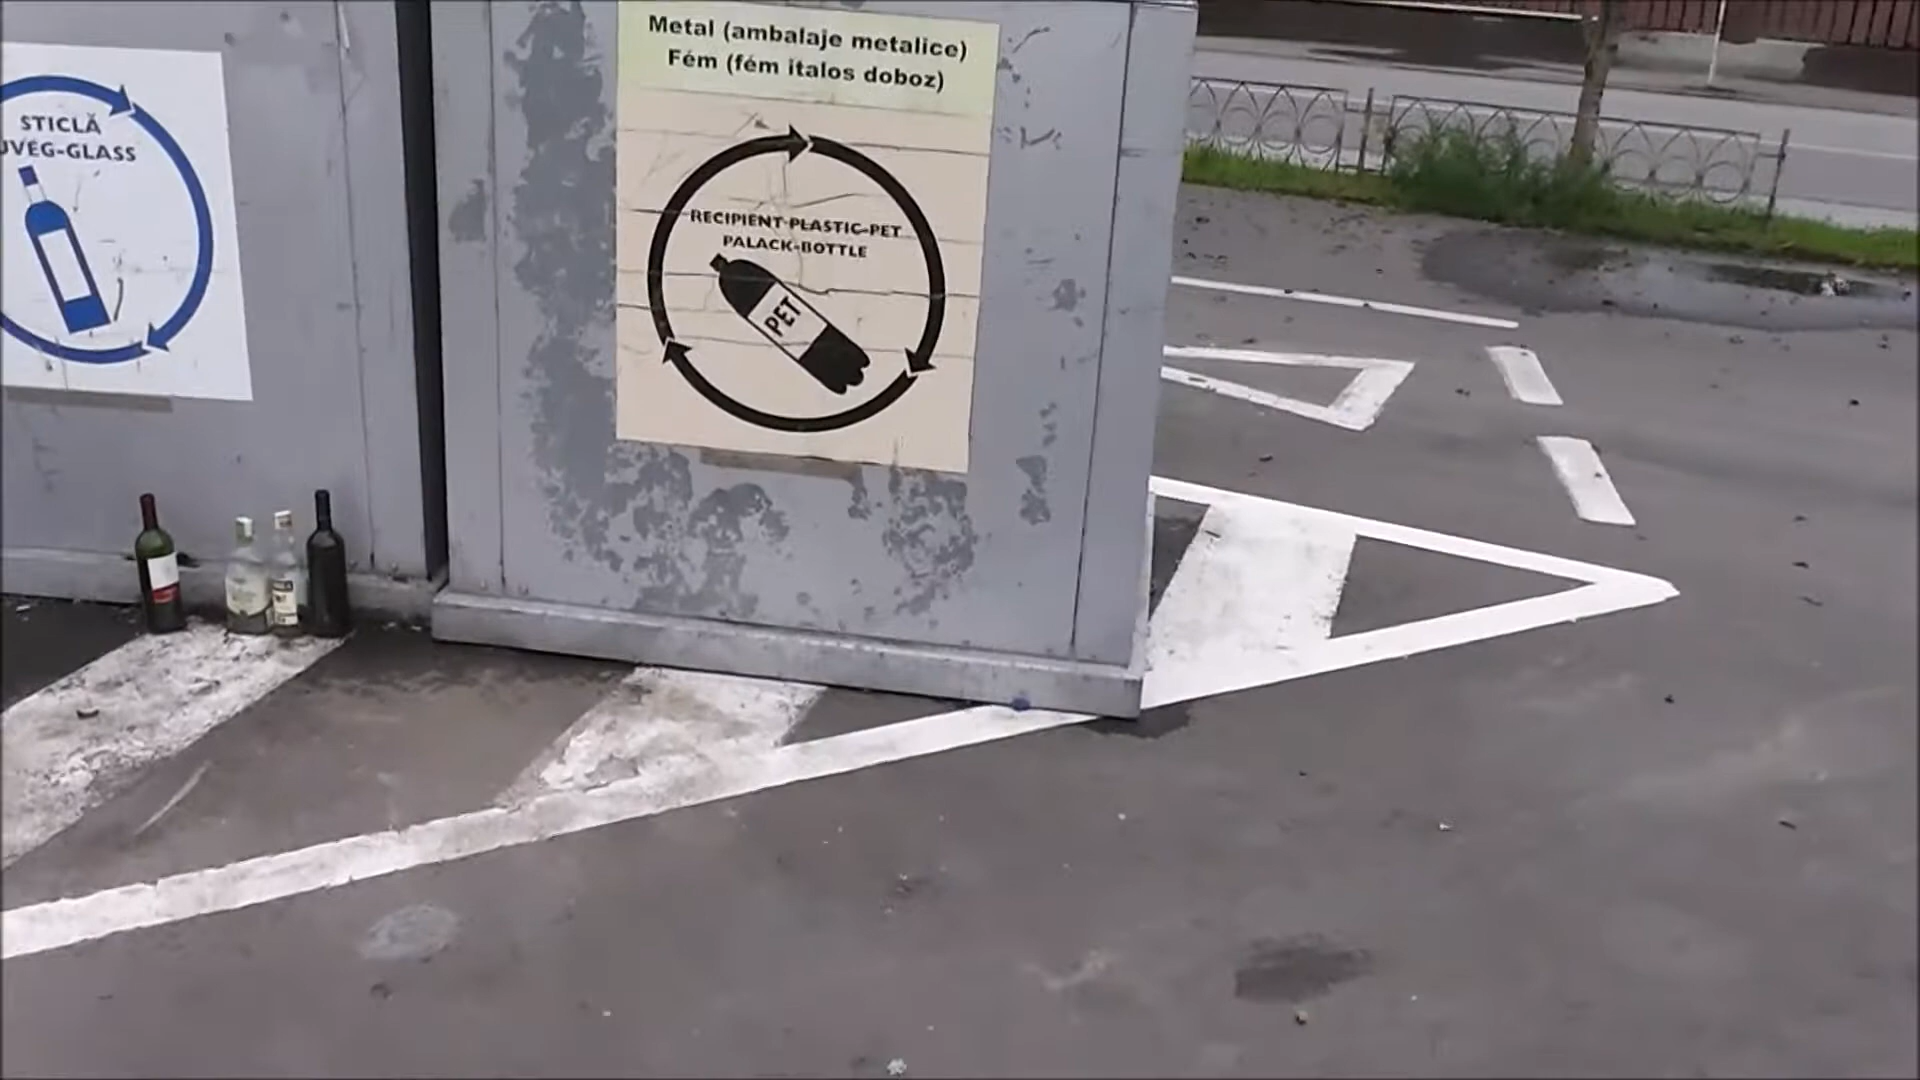 STICLĂ
ÜVEG-GLASS
Metal (ambalaje metalice)
Fém (fém italos doboz)
RECIPIENT-PLASTIC-PET
PALACK-BOTTLE
PET